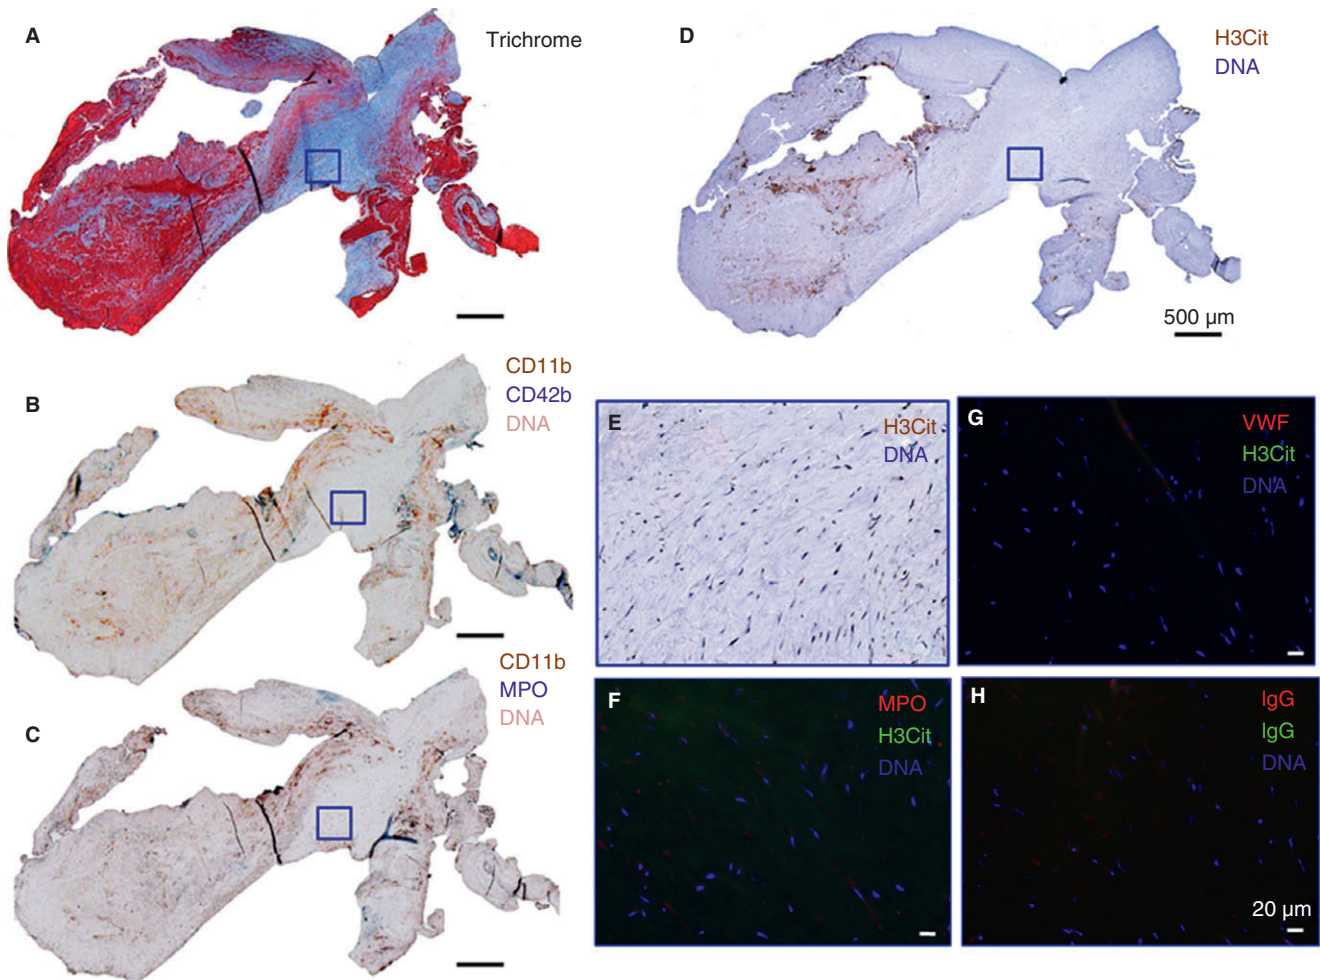 A
Trichrome
D
H3Cit
DNA
B
CD11b
CD42b
DNA
C
CD11b
MPO
DNA
500 µm
E
H3Cit
DNA
G
VWF
H3Cit
DNA
F
MPO
H3Cit
DNA
H
IgG
IgG
DNA
20 µm